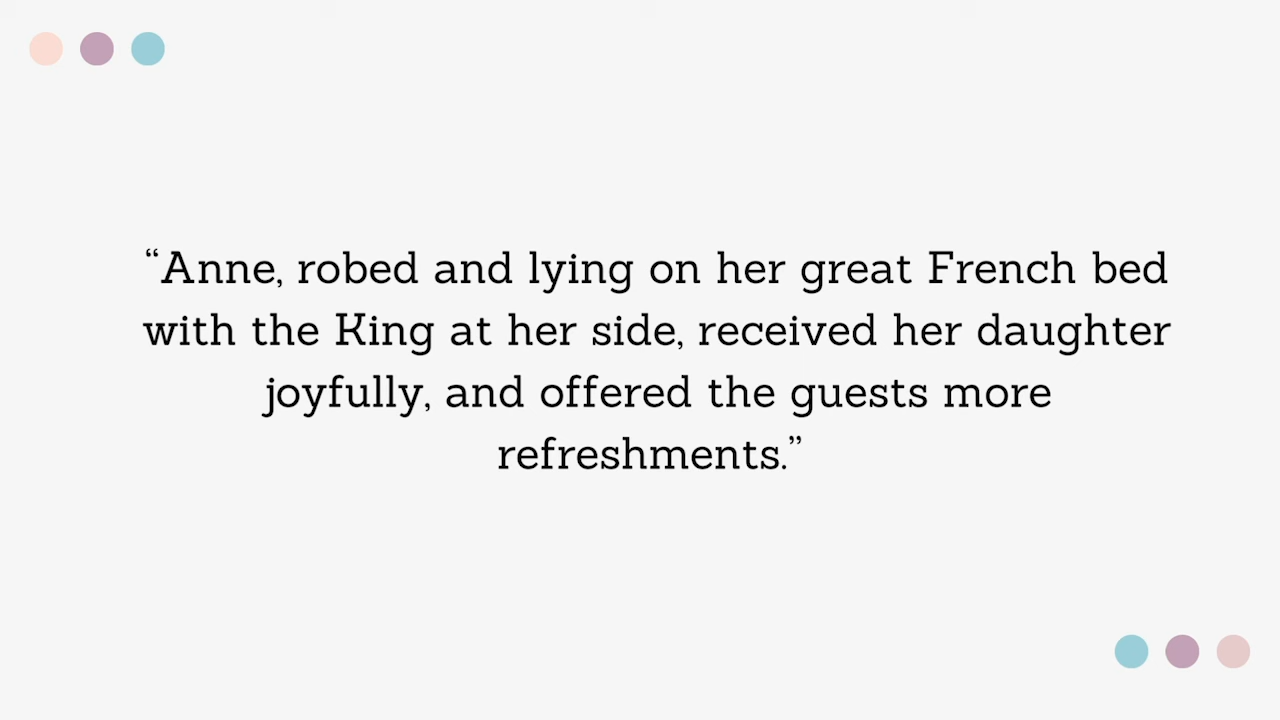 “Anne, robed and lying on her great French bed
with the King at her side, received her daughter
joyfully, and offered the guests more
refreshments.”